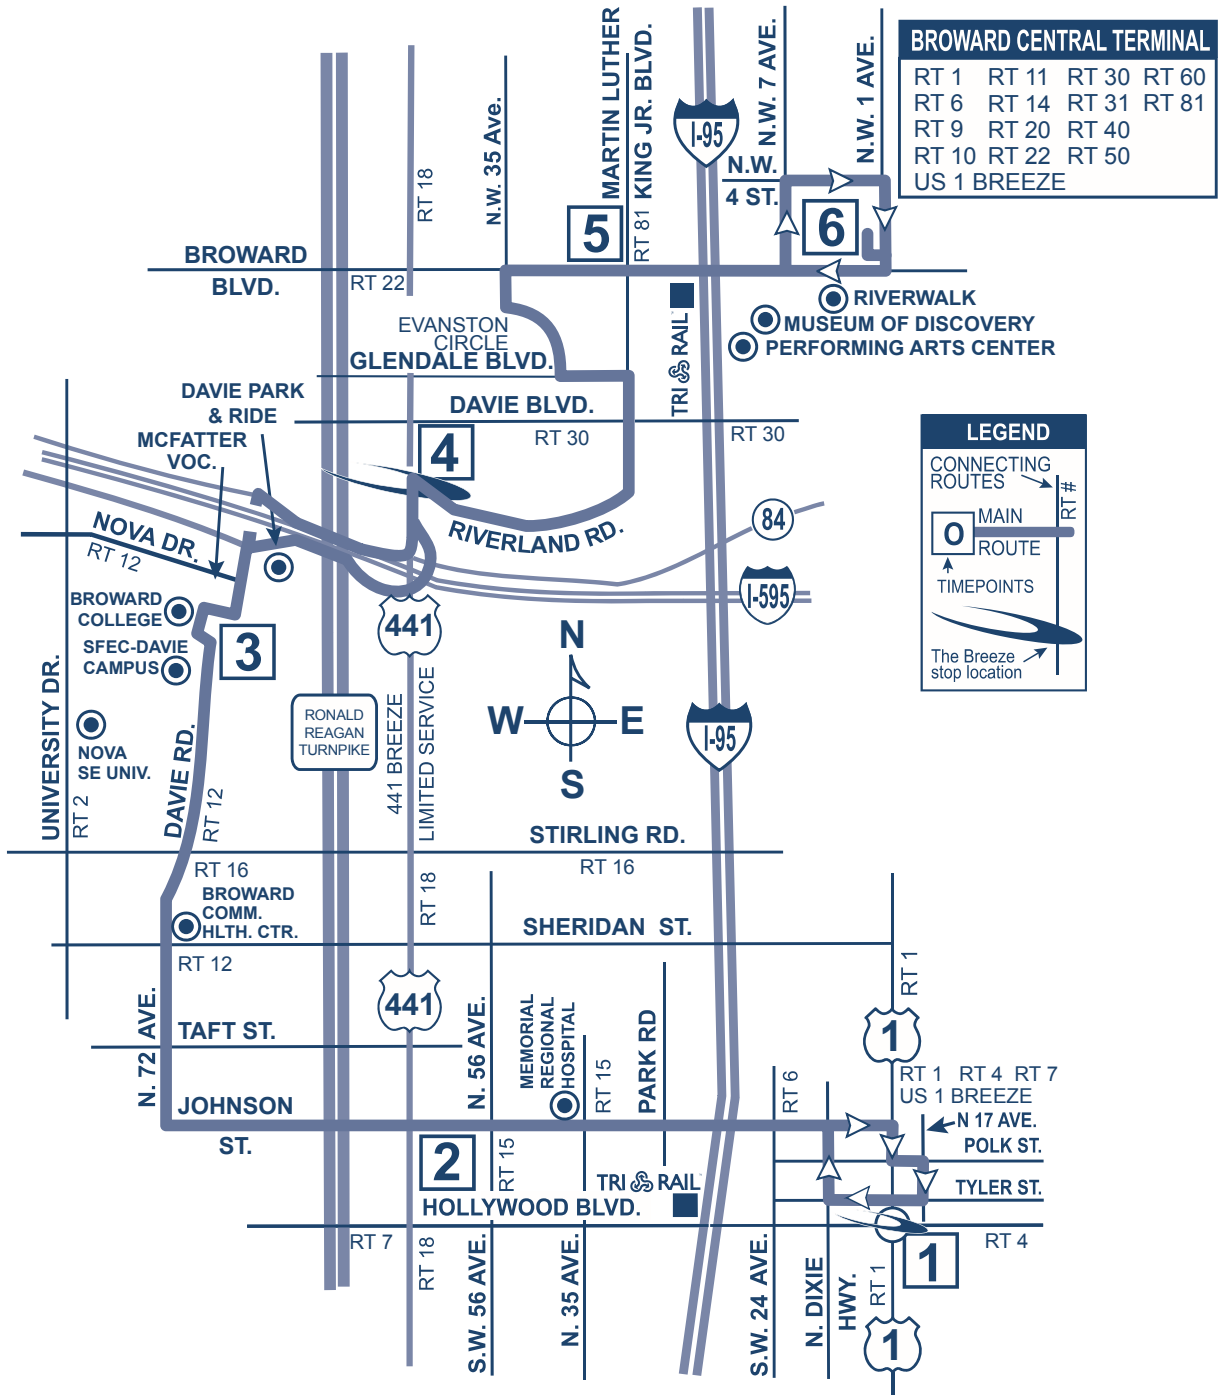 BROWARD CENTRAL TERMINAL
RT 1 RT 11 RT 30 RT 60
RT 6 RT 14 RT 31 RT 81
RT 9 RT 20 RT 40
RT 10 RT 22 RT 50
US 1 BREEZE
N.W. 35 Ave.
RT 18
MARTIN LUTHER
KING JR. BLVD.
RT 81
I-95
N.W. 7 AVE.
N.W. 1 AVE.
N.W.
4 ST.
5
6
BROWARD
BLVD.
RT 22
RIVERWALK
MUSEUM OF DISCOVERY
PERFORMING ARTS CENTER
TRI RAIL
EVANSTON
CIRCLE
GLENDALE BLVD.
DAVIE BLVD.
RT 30
RT 30
DAVIE PARK
& RIDE
MCFATTER
VOC.
4
RIVERLAND RD.
84
I-595
NOVA DR.
RT 12
LEGEND
CONNECTING
ROUTES
RT #
O
MAIN
ROUTE
TIMEPOINTS
The Breeze
stop location
BROWARD
COLLEGE
SFEC-DAVIE
CAMPUS
3
441
N
W
E
S
UNIVERSITY DR.
RT 2
NOVA
SE UNIV.
DAVIE RD.
RT 12
RONALD
REAGAN
TURNPIKE
441 BREEZE
LIMITED SERVICE
I-95
STIRLING RD.
RT 16
RT 16
BROWARD
COMM.
HLTH. CTR.
RT 18
SHERIDAN ST.
RT 12
RT 1
441
N. 72 AVE.
TAFT ST.
N. 56 AVE.
MEMORIAL
REGIONAL
HOSPITAL
RT 15
PARK RD
RT 6
1
RT 1 RT 4 RT 7
US 1 BREEZE
N 17 AVE.
POLK ST.
JOHNSON
ST.
2
RT 15
TRI RAIL
TYLER ST.
HOLLYWOOD BLVD.
RT 7
RT 18
S.W. 56 AVE.
N. 35 AVE.
S.W. 24 AVE.
N. DIXIE
HWY.
RT 1
1
RT 4
1